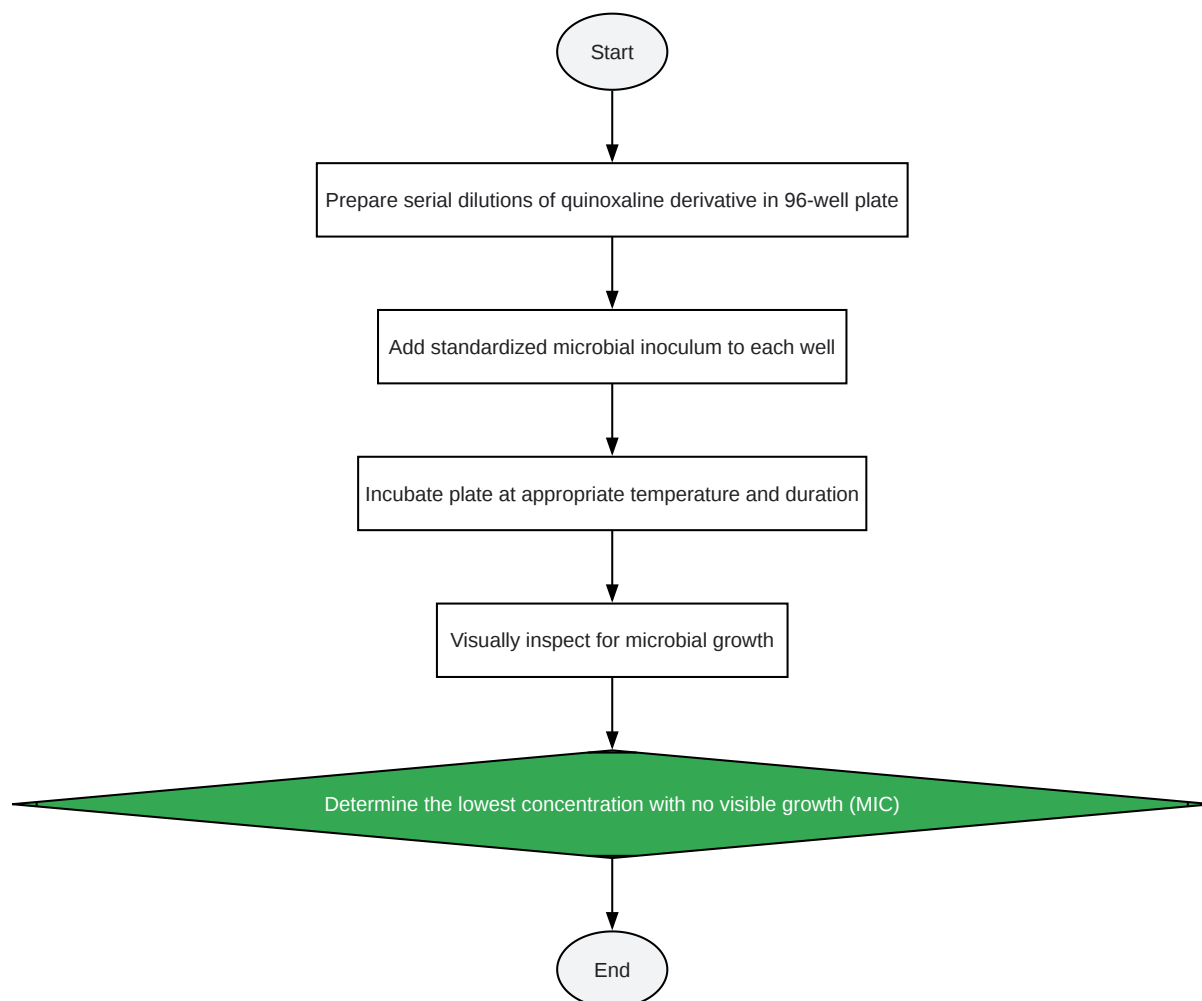 Start
Prepare serial dilutions of quinoxaline derivative in 96-well plate
Add standardized microbial inoculum to each well
Incubate plate at appropriate temperature and duration
Visually inspect for microbial growth
Determine the lowest concentration with no visible growth (MIC)
End